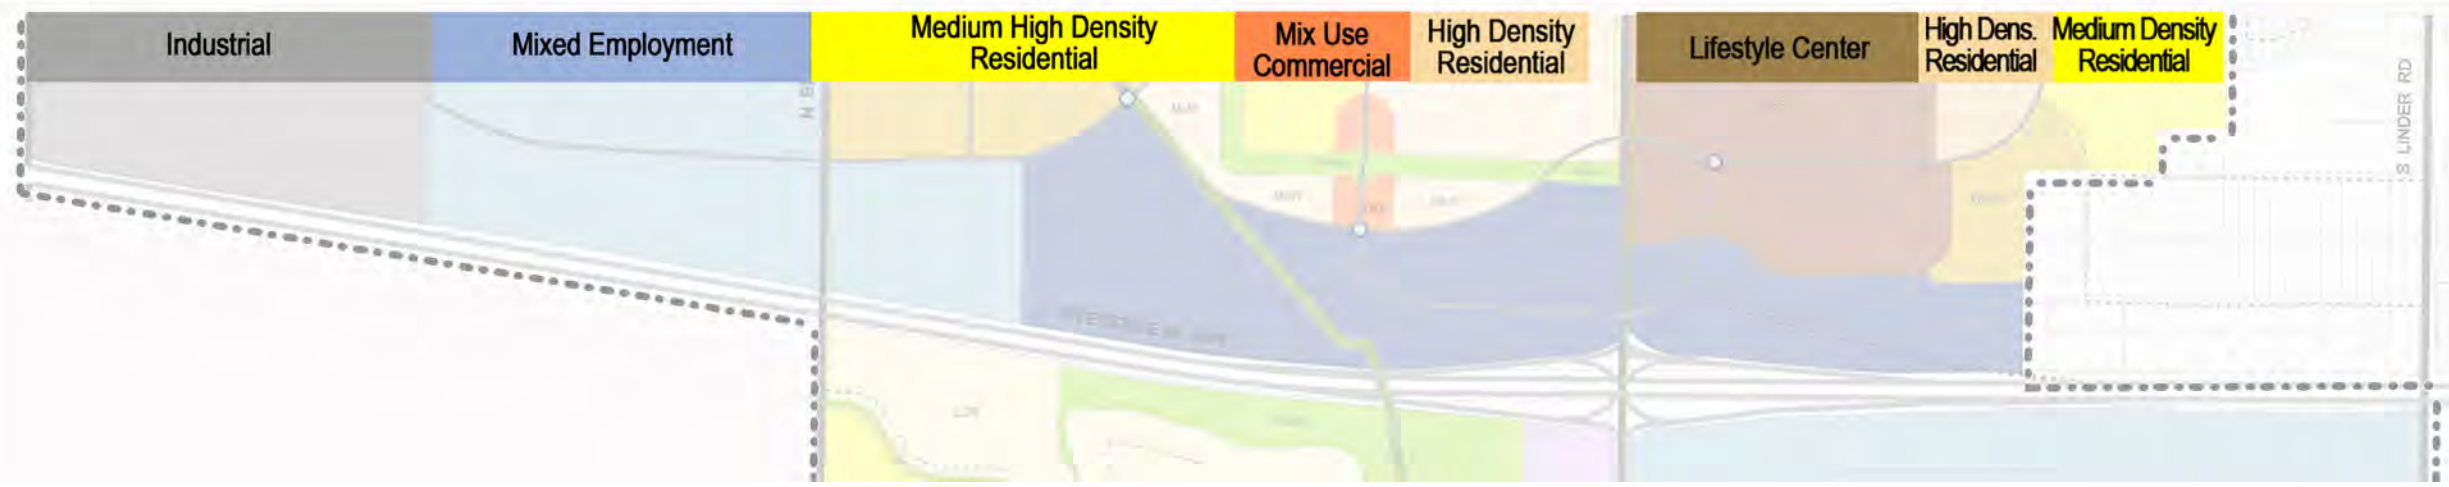 Industrial
Mixed Employment
Medium High Density
Residential
Mix Use
Commercial
High Density
Residential
Lifestyle Center
High Dens.
Residential
Medium Density
Residential
S LINDER RD